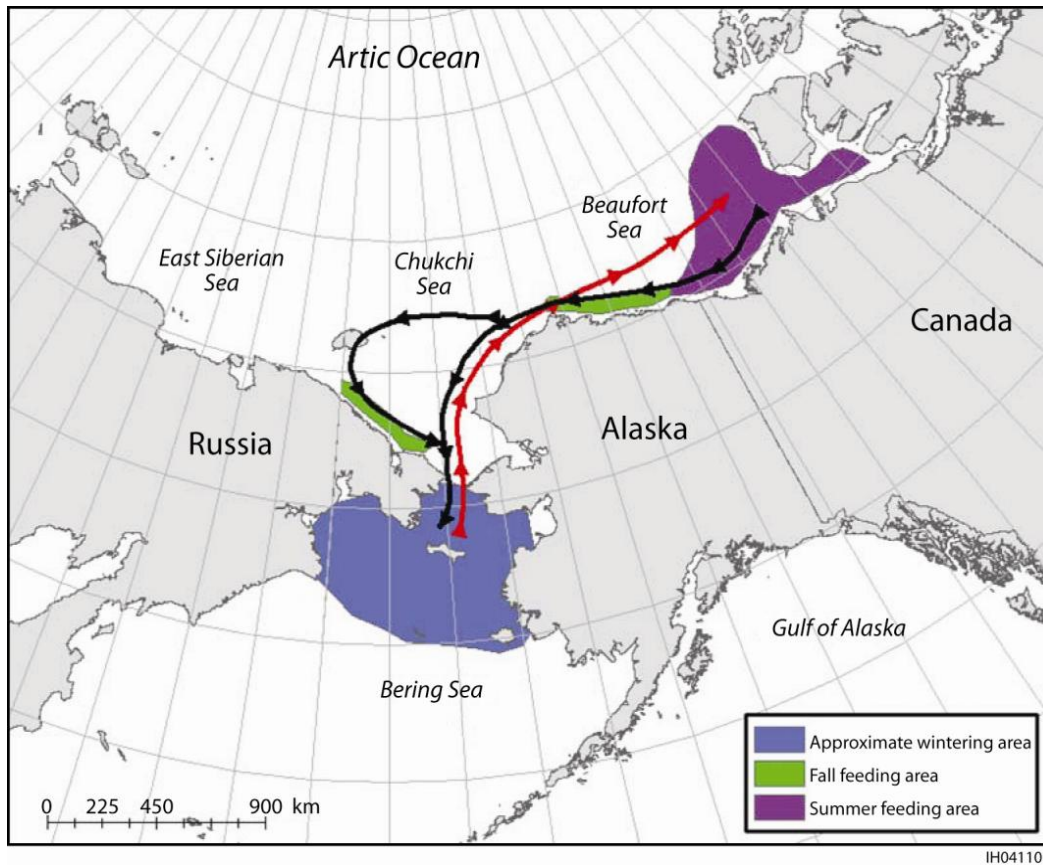 Artic Ocean
Beaufort
Sea
East Siberian
Sea
Chukchi
Sea
Canada
Russia
Alaska
Gulf of Alaska
Bering Sea
Approximate wintering area
Fall feeding area
Summer feeding area
0 225 450 900 km
IH04110